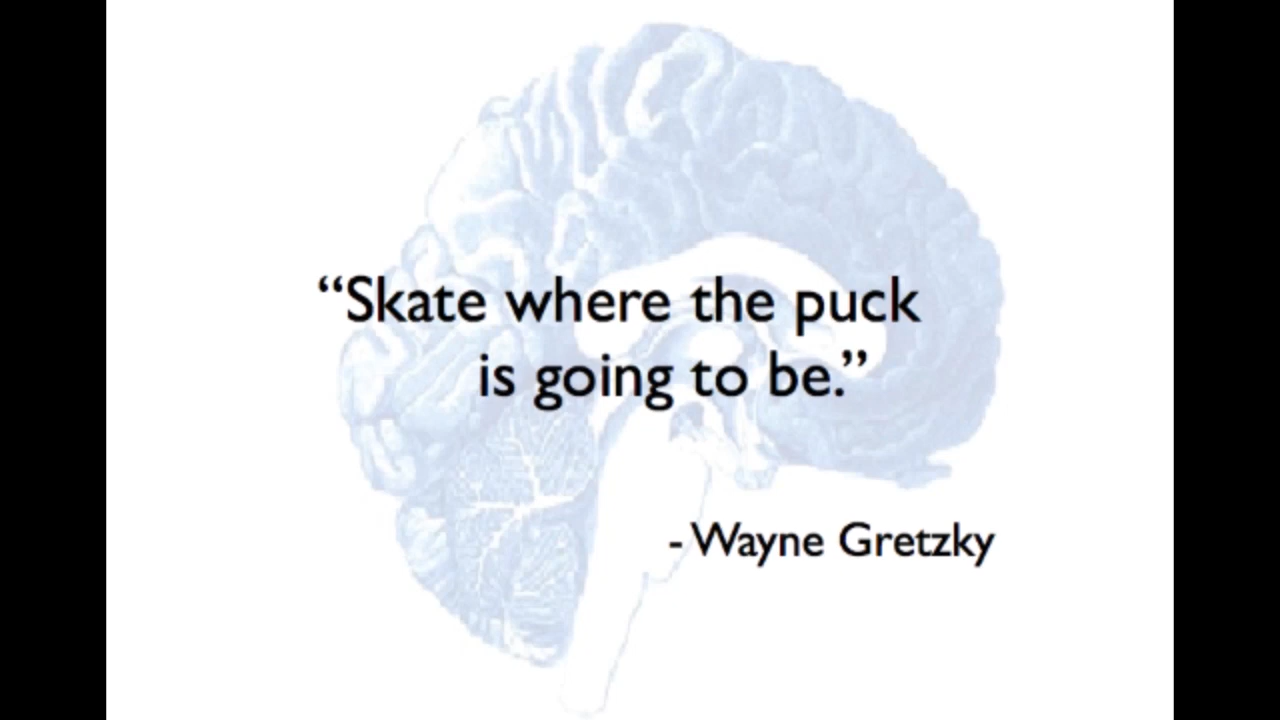 “Skate where the puck
is going to be.”
- Wayne Gretzky